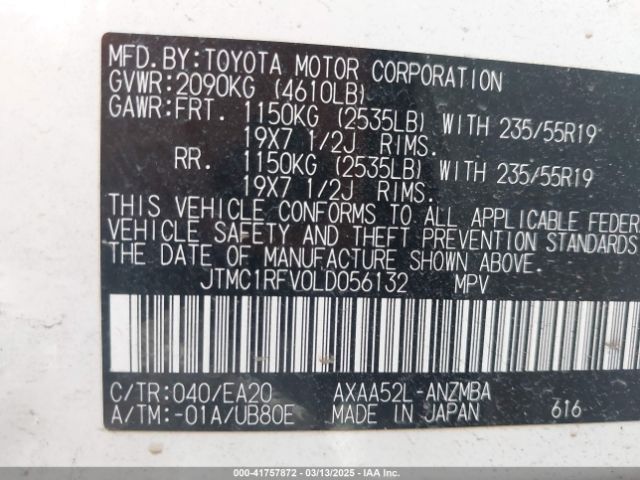 MFD.BY:TOYOTA MOTOR CORPORATION
GVWR:2090KG (4610LB)
GAWR:FRT. 1150KG (2535LB) WITH 235/55R19
19X7 1/2J RIMS.
RR. 1150KG (2535LB) WITH 235/55R19
19X7 1/2J RIMS.
THIS VEHICLE CONFORMS TO ALL APPLICABLE FEDER
VEHICLE SAFETY AND THEFT PREVENTION STANDARDS
THE DATE OF MANUFACTURE SHOWN ABOVE.
JTMC1RFV0LD056132 MPV
C/TR:040/EA20 AXAA52L-ANZMBA
A/TM:-01A/UB80E MADE IN JAPAN 616
000-41757872 - 03/13/2025 - IAAI.COM